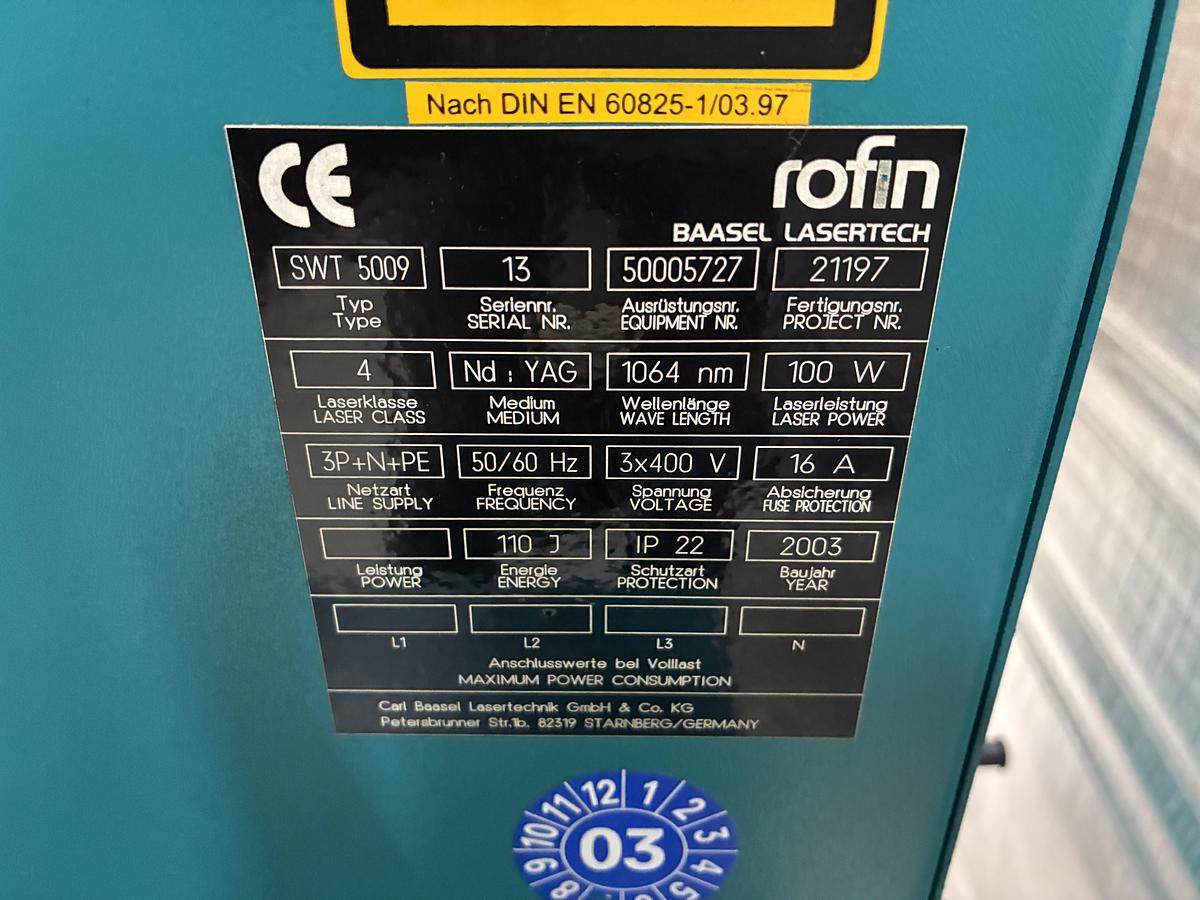 Nach DIN EN 60825-1/03.97
CE
rofin
BAASEL LASERTECH
SWT 5009 13 50005727 21197
Typ Seriennr. Ausrüstungsnr. Fertigungsnr.
Type SERIAL NR. EQUIPMENT NR. PROJECT NR.
4 Nd : YAG 1064 nm 100 W
Laserklasse Medium Wellenlänge Laserleistung
LASER CLASS MEDIUM WAVE LENGTH LASER POWER
3P+N+PE 50/60 Hz 3x400 V 16 A
Netzart Frequenz Spannung Absicherung
LINE SUPPLY FREQUENCY VOLTAGE FUSE PROTECTION
110 J IP 22 2003
Leistung Energie Schutzart Baujahr
POWER ENERGY PROTECTION YEAR
L1 L2 L3 N
Anschlusswerte bei Volllast
MAXIMUM POWER CONSUMPTION
Carl Baasel Lasertechnik GmbH & Co. KG
Petersbrunner Str.1b. 82319 STARNBERG/GERMANY
12 1 2 3 4 5 8 9 10 11
03